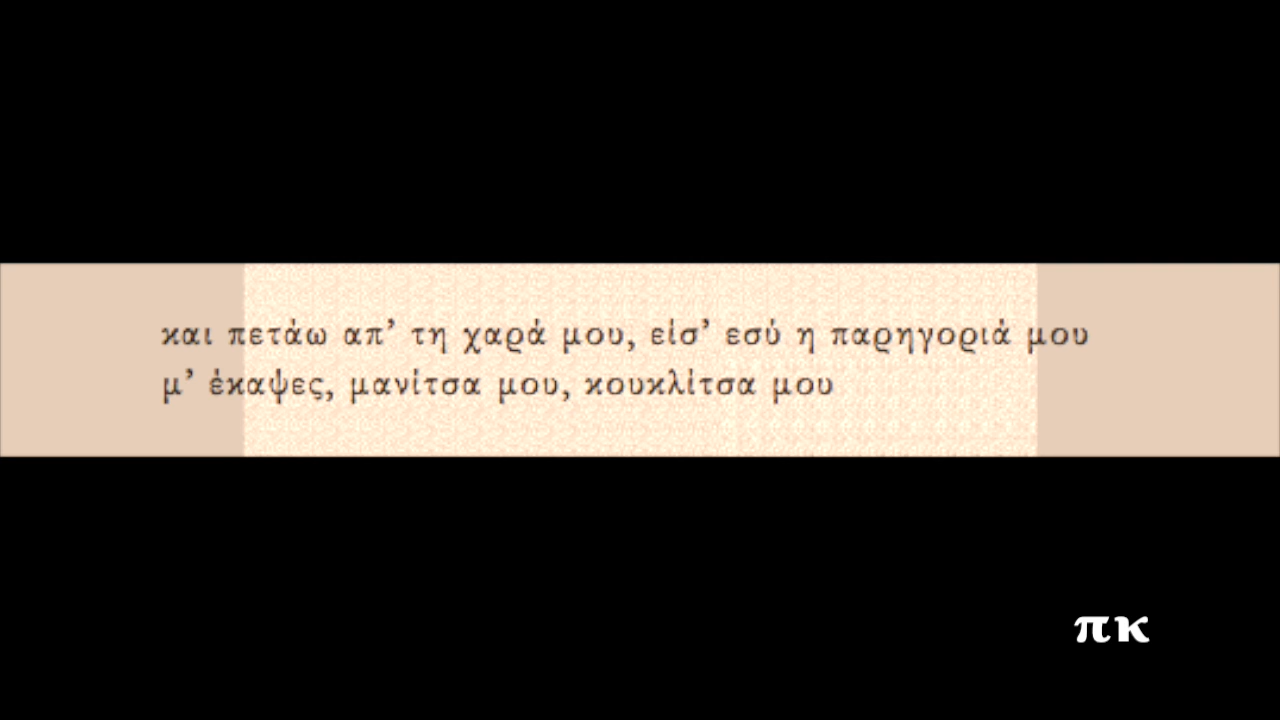 και πετάω απ’ τη χαρά μου, είσ’ εσύ η παρηγοριά μου
μ’ έκαψες, μανίτσα μου, κουκλίτσα μου
πκ